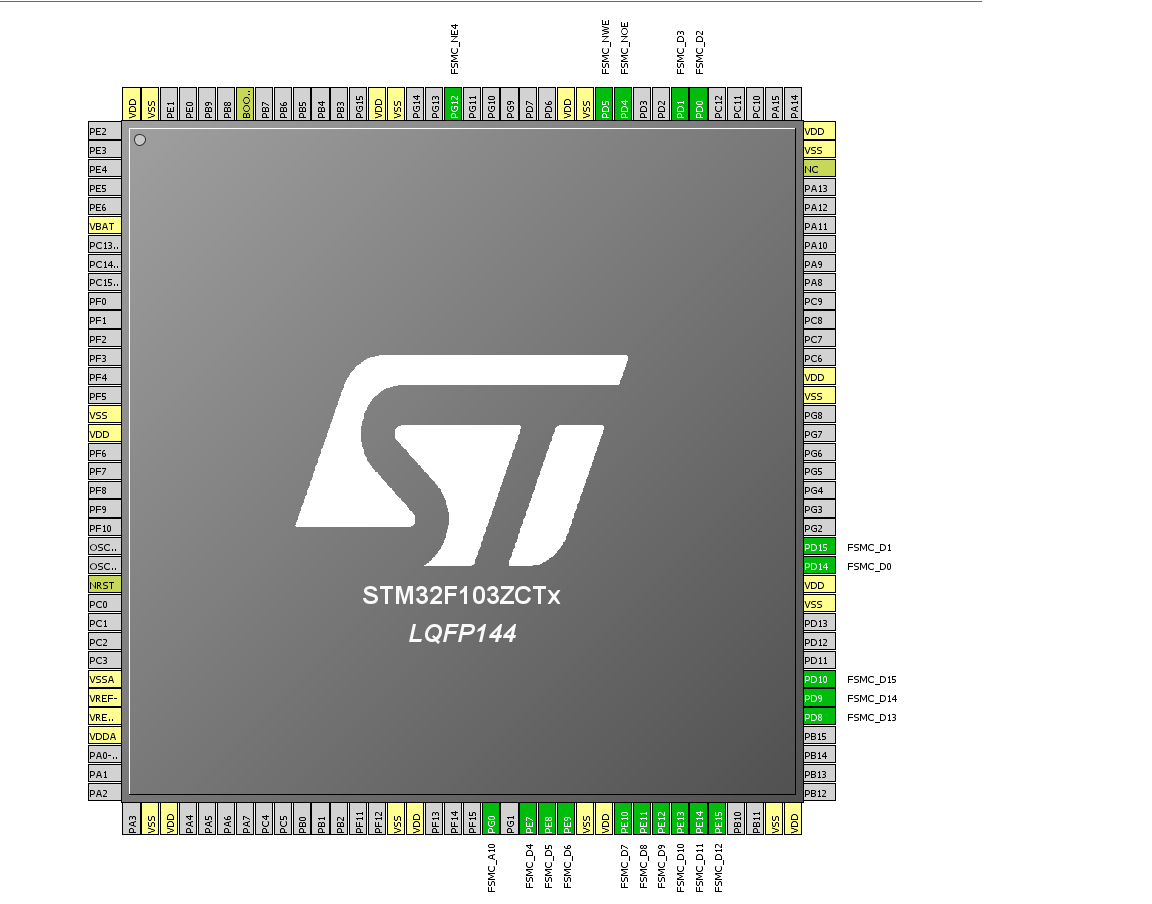 FSMC_NE4
FSMC_NWE
FSMC_NOE
FSMC_D3
FSMC_D2
VDD
VSS
PE1
PE0
PB9
PB8
BOO..
PB7
PB6
PB5
PB4
PB3
PG15
VDD
VSS
PG14
PG13
PG12
PG11
PG10
PG9
PD7
PD6
VDD
VSS
PD5
PD4
PD3
PD2
PD1
PD0
PC12
PC11
PC10
PA15
PA14
PE2
PE3
PE4
PE5
PE6
VBAT
PC13..
PC14..
PC15..
PF0
PF1
PF2
PF3
PF4
PF5
VSS
VDD
PF6
PF7
PF8
PF9
PF10
OSC..
OSC..
NRST
PC0
PC1
PC2
PC3
VSSA
VREF-
VRE..
VDDA
PA0-..
PA1
PA2
ST
STM32F103ZCTx
LQFP144
VDD
VSS
NC
PA13
PA12
PA11
PA10
PA9
PA8
PC9
PC8
PC7
PC6
VDD
VSS
PG8
PG7
PG6
PG5
PG4
PG3
PG2
PD15 FSMC_D1
PD14 FSMC_D0
VDD
VSS
PD13
PD12
PD11
PD10 FSMC_D15
PD9 FSMC_D14
PD8 FSMC_D13
PB15
PB14
PB13
PB12
PA3
VSS
VDD
PA4
PA5
PA6
PA7
PC4
PC5
PB0
PB1
PB2
PF11
PF12
VSS
VDD
PF13
PF14
PF15
PG0
PG1
PE7
PE8
PE9
VSS
VDD
PE10
PE11
PE12
PE13
PE14
PE15
PB10
PB11
VSS
VDD
FSMC_A10
FSMC_D4
FSMC_D5
FSMC_D6
FSMC_D7
FSMC_D8
FSMC_D9
FSMC_D10
FSMC_D11
FSMC_D12